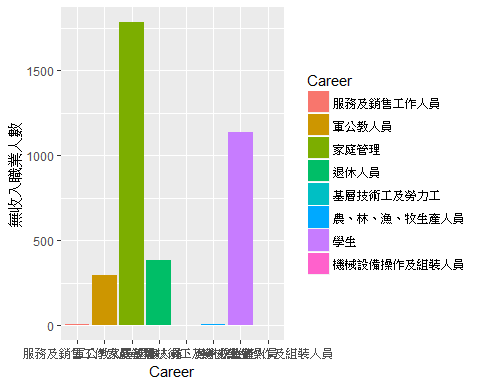 Career
服務及銷售工作人員
軍公教人員
家庭管理
退休人員
基層技術工及勞力工
農、林、漁、牧生產人員
學生
機械設備操作及組裝人員
無收入職業人數
1500
1000
500
0
Career